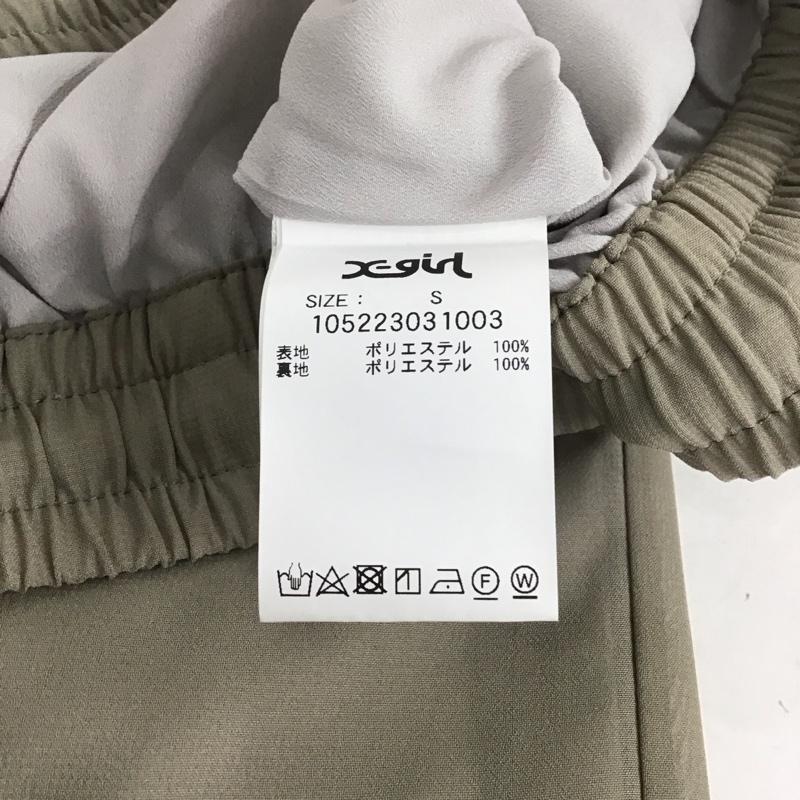 X-girl
SIZE : S
105223031003
表地 ポリエステル 100%
裏地 ポリエステル 100%
F W